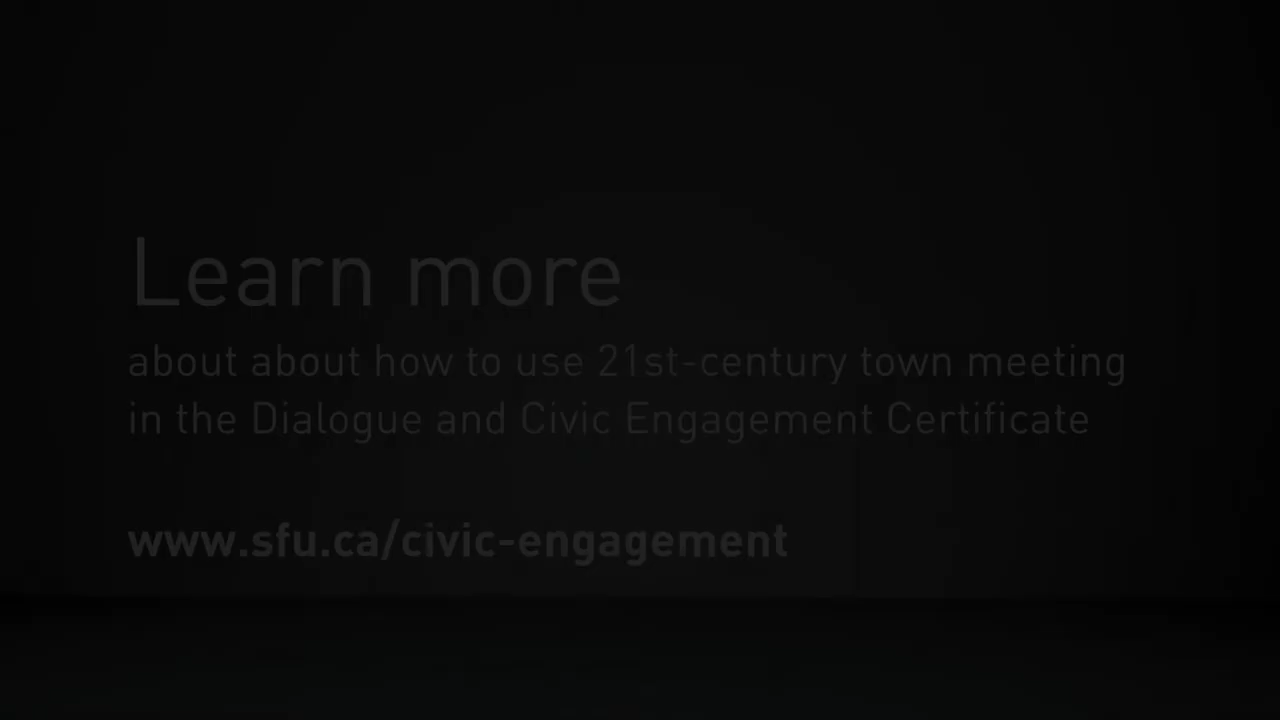 Learn more
about about how to use 21st-century town meeting
in the Dialogue and Civic Engagement Certificate
www.sfu.ca/civic-engagement